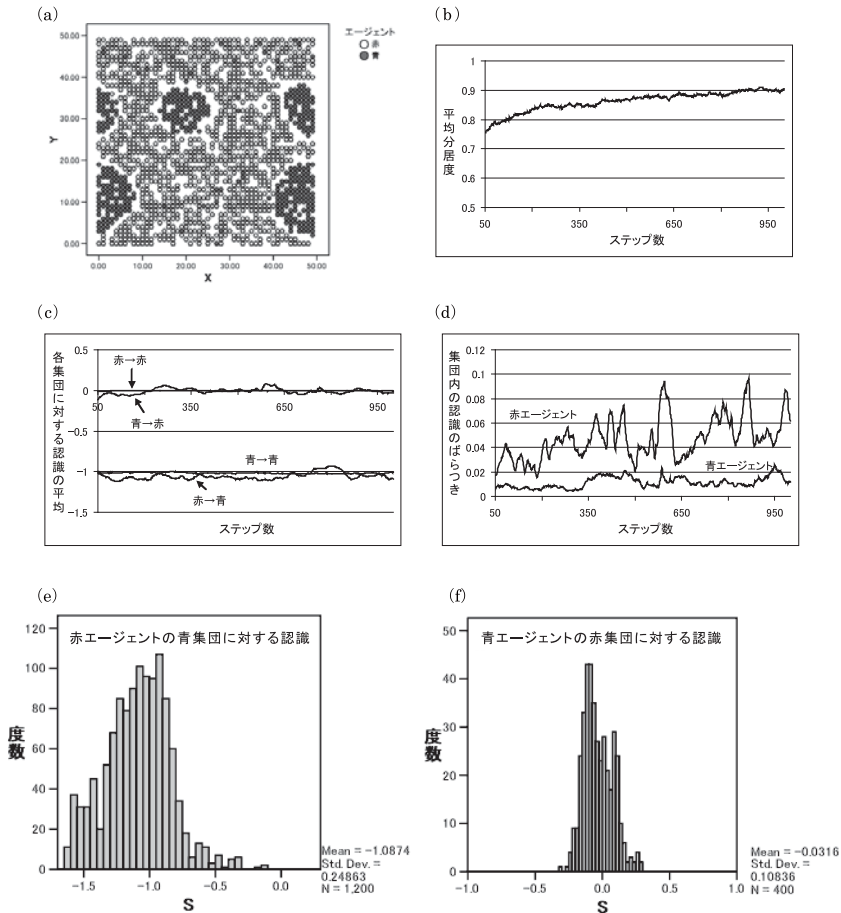 (a)
エージェント
赤
青
50.00
40.00
30.00
20.00
10.00
0.00
Y
0.00 10.00 20.00 30.00 40.00 50.00
X
(b)
1
0.9
0.8
0.7
0.6
0.5
平均分居度
50 350 650 950
ステップ数
(c)
0.5
0
-0.5
-1
-1.5
各集団に対する認識の平均
赤→赤
50 350 650 950
青→赤
青→青
赤→青
ステップ数
(d)
0.12
0.1
0.08
0.06
0.04
0.02
0
集団内の認識のばらつき
赤エージェント
青エージェント
50 350 650 950
ステップ数
(e)
赤エージェントの青集団に対する認識
120
100
80
60
40
20
0
度数
-1.5 -1.0 -0.5 0.0
S
Mean = -1.0874
Std. Dev. =
0.24863
N = 1,200
(f)
青エージェントの赤集団に対する認識
50
40
30
20
10
0
度数
-1.0 -0.5 0.0 0.5 1.0
S
Mean = -0.0316
Std. Dev. =
0.10836
N = 400